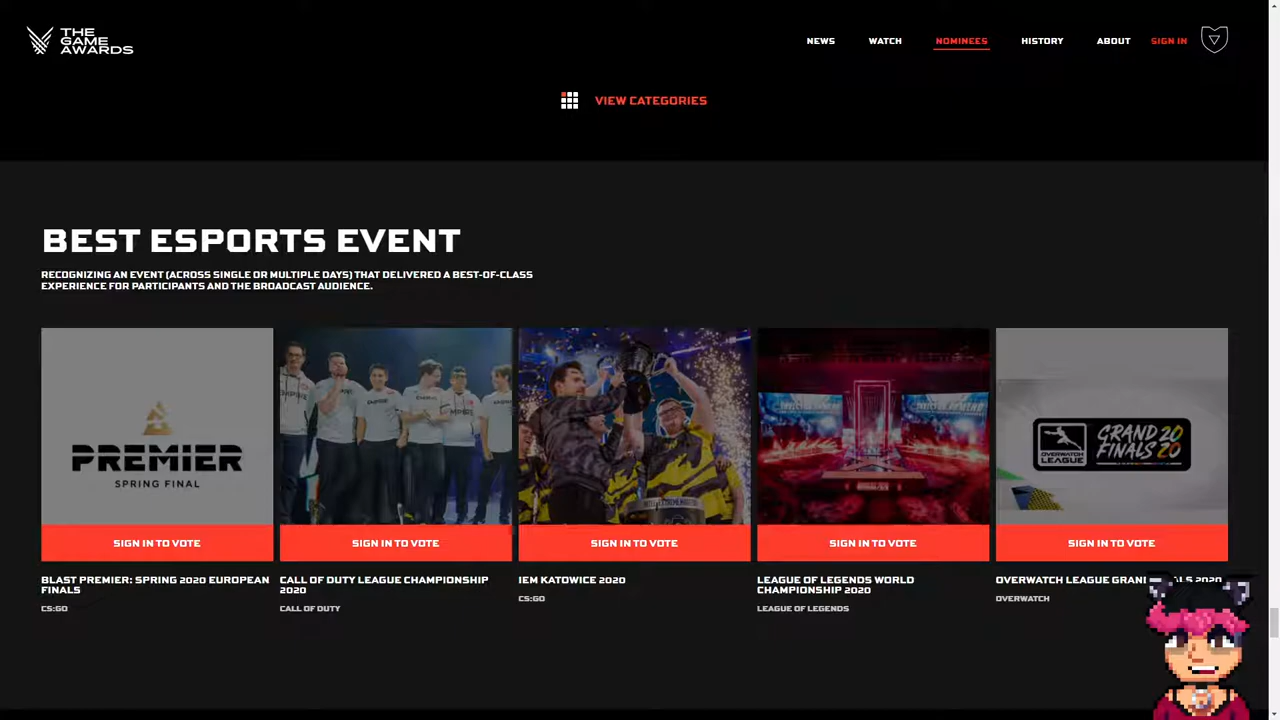 THE
GAME
AWARDS
NEWS
WATCH
NOMINEES
HISTORY
ABOUT
SIGN IN
VIEW CATEGORIES
BEST ESPORTS EVENT
RECOGNIZING AN EVENT (ACROSS SINGLE OR MULTIPLE DAYS) THAT DELIVERED A BEST-OF-CLASS
EXPERIENCE FOR PARTICIPANTS AND THE BROADCAST AUDIENCE.
PREMIER
SPRING FINAL
OVERWATCH
LEAGUE
GRAND 20
FINALS 20
SIGN IN TO VOTE
SIGN IN TO VOTE
SIGN IN TO VOTE
SIGN IN TO VOTE
SIGN IN TO VOTE
BLAST PREMIER: SPRING 2020 EUROPEAN
FINALS
CS:GO
CALL OF DUTY LEAGUE CHAMPIONSHIP
2020
CALL OF DUTY
IEM KATOWICE 2020
CS:GO
LEAGUE OF LEGENDS WORLD
CHAMPIONSHIP 2020
LEAGUE OF LEGENDS
OVERWATCH LEAGUE GRAND FINALS 2020
OVERWATCH